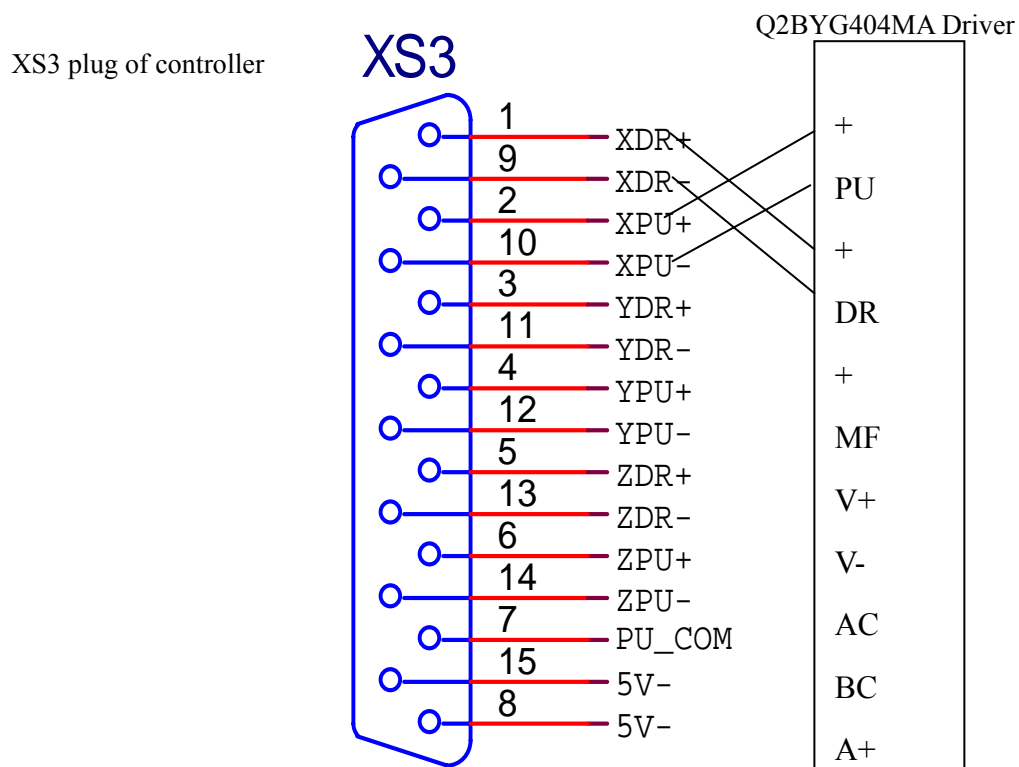 Q2BYG404MA Driver
XS3 plug of controller
XS3
1
XDR+
9
XDR-
2
XPU+
10
XPU-
3
YDR+
11
YDR-
4
YPU+
12
YPU-
5
ZDR+
13
ZDR-
6
ZPU+
14
ZPU-
7
PU_COM
15
5V-
8
5V-
+
PU
+
DR
+
MF
V+
V-
AC
BC
A+